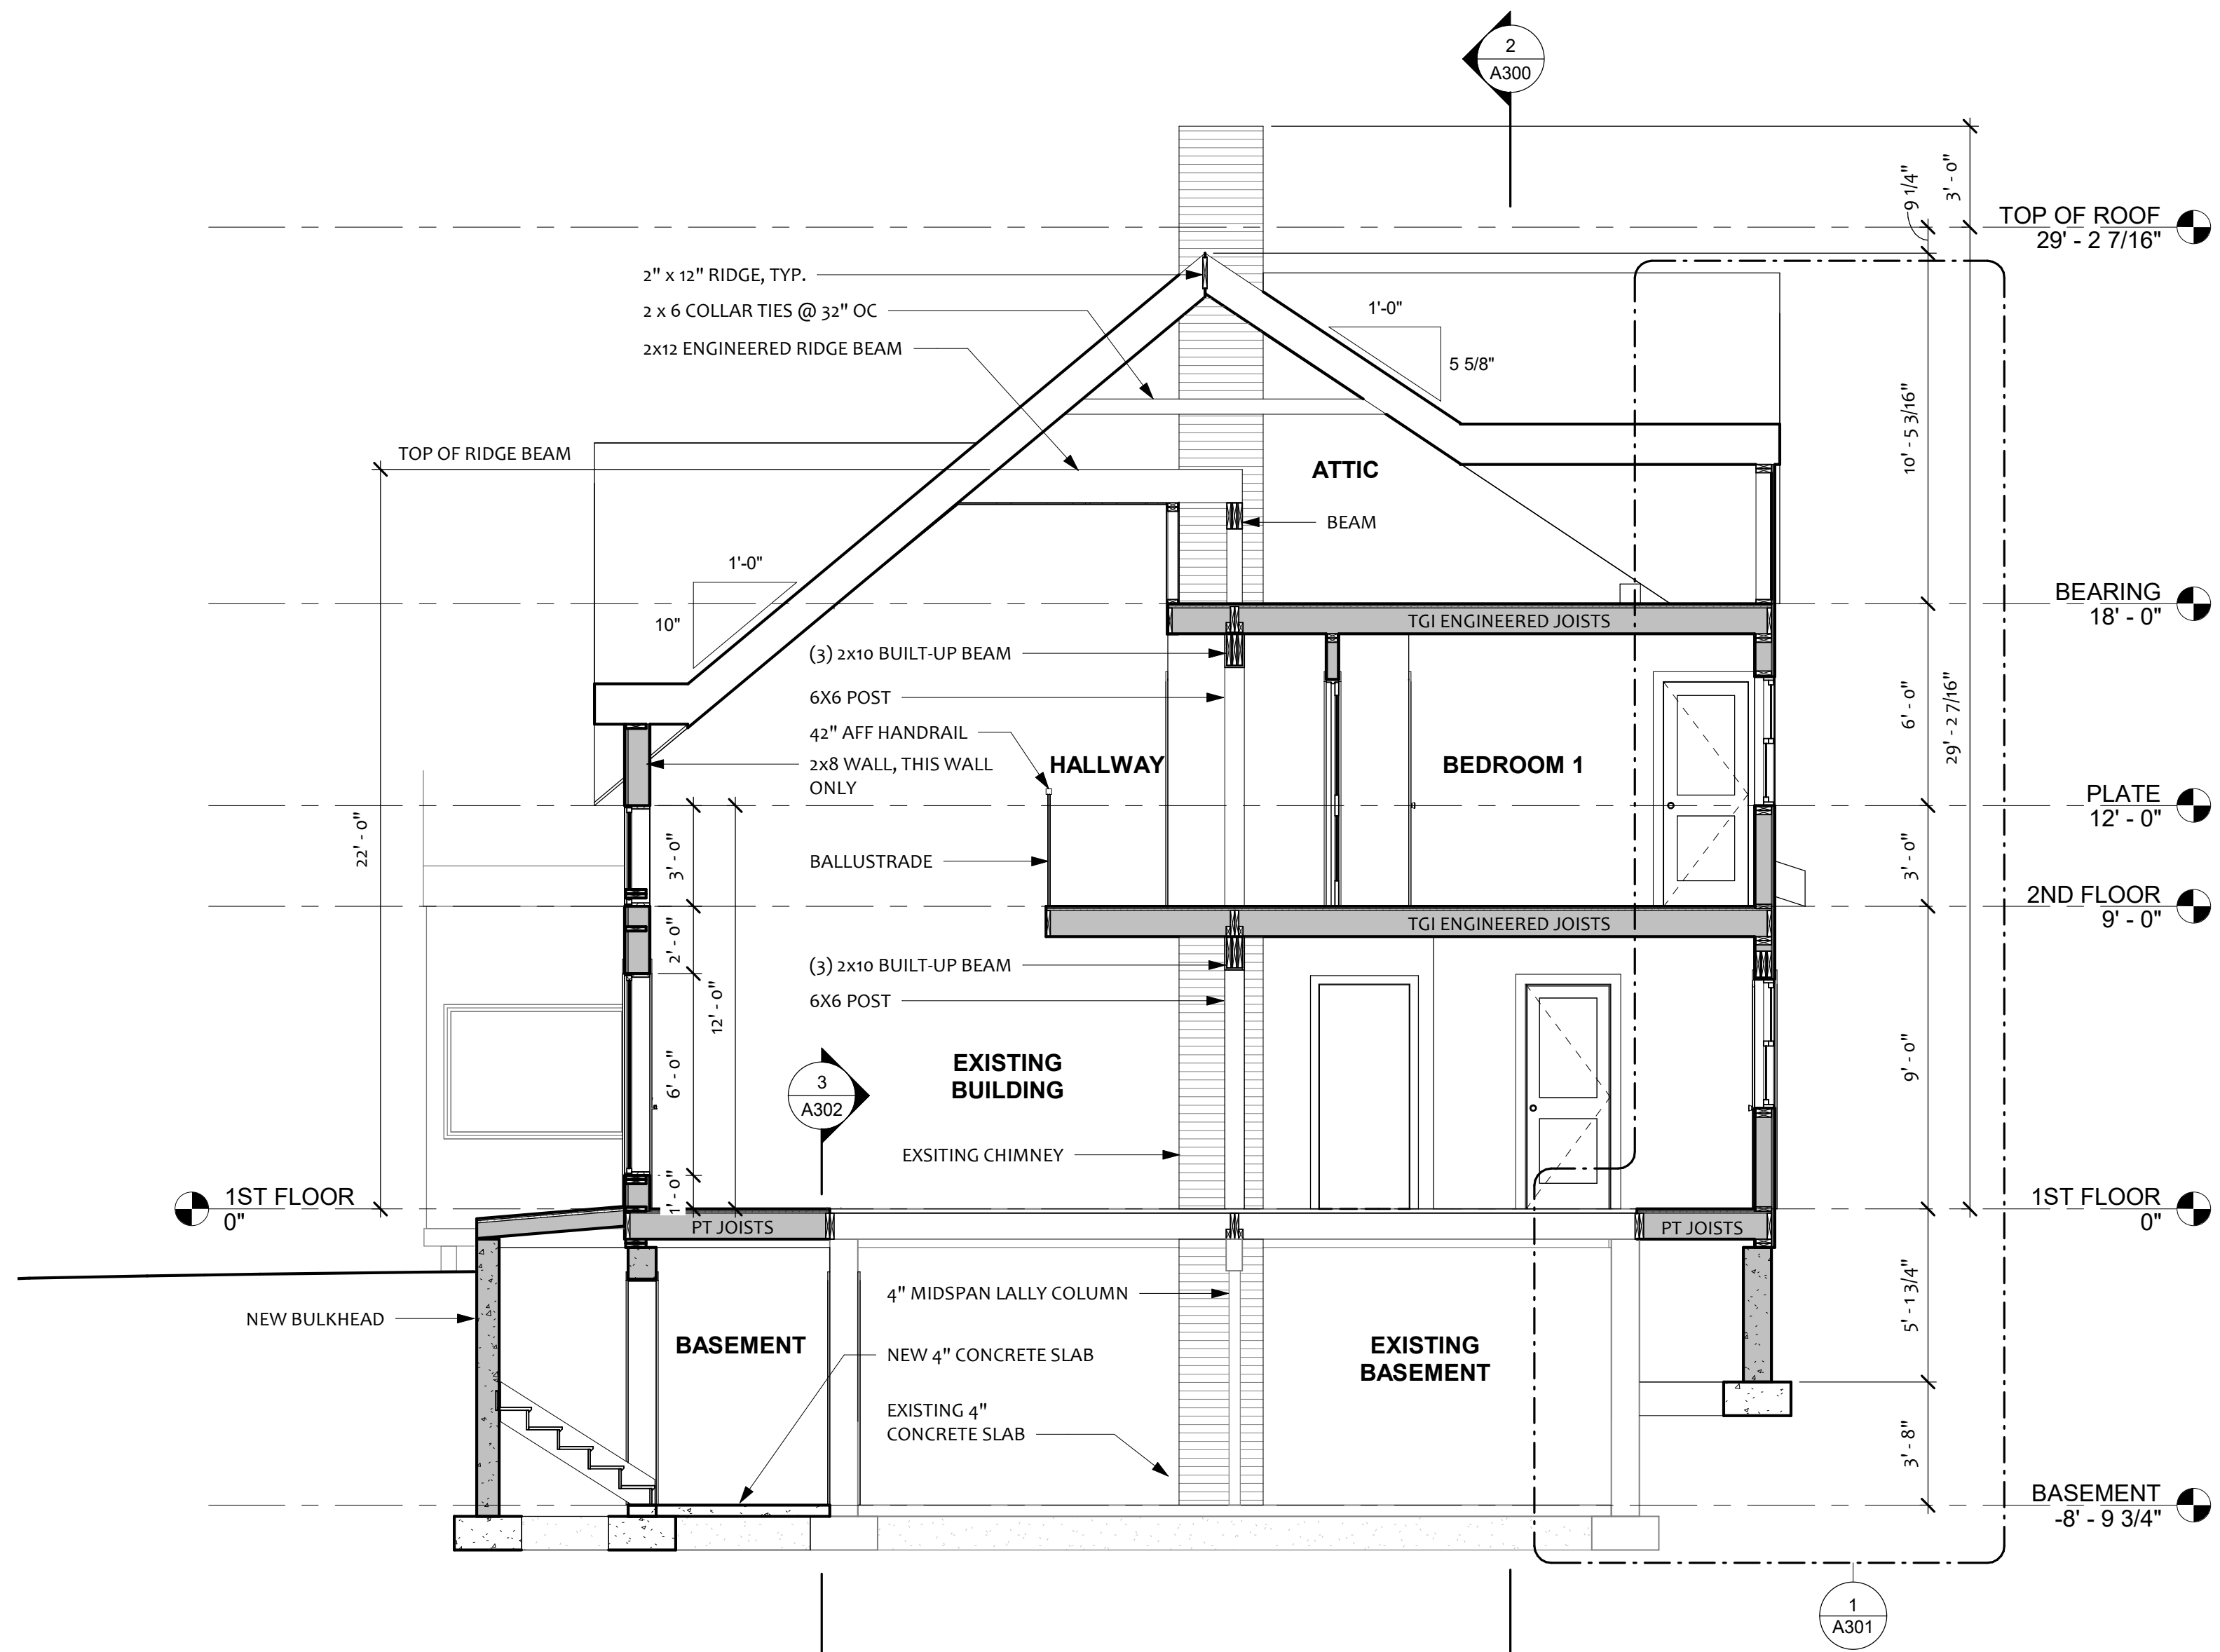 2
A300
9 1/4"
3' - 0"
TOP OF ROOF
29' - 2 7/16"
2" x 12" RIDGE, TYP.
2 x 6 COLLAR TIES @ 32" OC
2x12 ENGINEERED RIDGE BEAM
1'-0"
5 5/8"
10' - 5 3/16"
TOP OF RIDGE BEAM
ATTIC
BEAM
1'-0"
10"
BEARING
18' - 0"
TGI ENGINEERED JOISTS
(3) 2x10 BUILT-UP BEAM
6X6 POST
42" AFF HANDRAIL
2x8 WALL, THIS WALL
ONLY
HALLWAY
BEDROOM 1
6' - 0"
29' - 2 7/16"
PLATE
12' - 0"
22' - 0"
3' - 0"
BALLUSTRADE
3' - 0"
2ND FLOOR
9' - 0"
TGI ENGINEERED JOISTS
2' - 0"
12' - 0"
(3) 2x10 BUILT-UP BEAM
6X6 POST
6' - 0"
3
A302
EXISTING
BUILDING
9' - 0"
EXSITING CHIMNEY
1ST FLOOR
0"
1' - 0"
PT JOISTS
PT JOISTS
1ST FLOOR
0"
NEW BULKHEAD
4" MIDSPAN LALLY COLUMN
5' - 1 3/4"
BASEMENT
NEW 4" CONCRETE SLAB
EXISTING
BASEMENT
EXISTING 4"
CONCRETE SLAB
3' - 8"
BASEMENT
-8' - 9 3/4"
1
A301